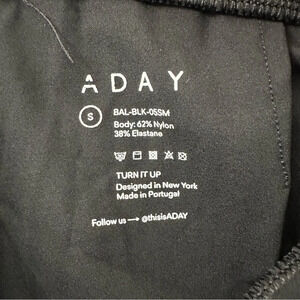 ADAY
S
BAL-BLK-05SM
Body: 62% Nylon
38% Elastane
TURN IT UP
Designed in New York
Made in Portugal
Follow us → @thisisADAY